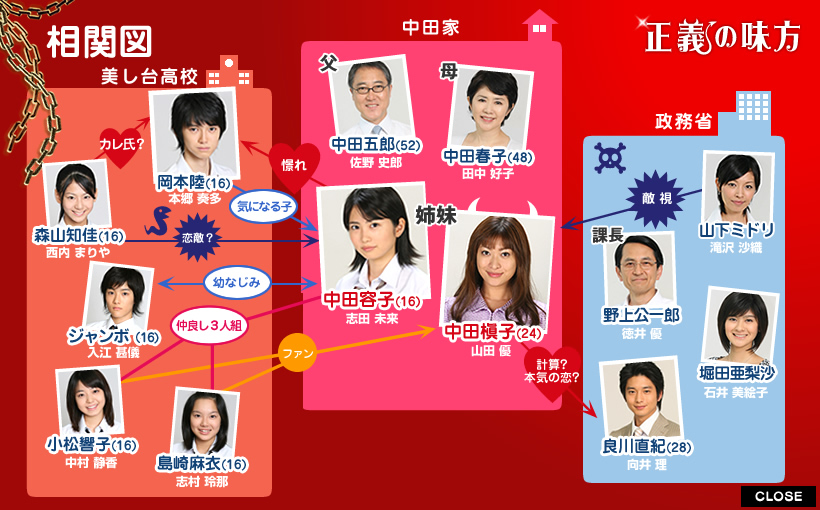 相関図
正義の味方
美し台高校
カレ氏?
岡本陸(16)
本郷 奏多
憧れ
気になる子
森山知佳(16)
西内 まりや
恋敵?
幼なじみ
ジャンボ(16)
入江 甚儀
仲良し3人組
ファン
小松響子(16)
中村 静香
島崎麻衣(16)
志村 玲那
中田家
父
中田五郎(52)
佐野 史郎
母
中田春子(48)
田中 好子
姉妹
中田容子(16)
志田 未来
中田槇子(24)
山田 優
計算?
本気の恋?
政務省
敵視
山下ミドリ
滝沢 沙織
課長
野上公一郎
徳井 優
堀田亜梨沙
石井 美絵子
良川直紀(28)
向井 理
CLOSE